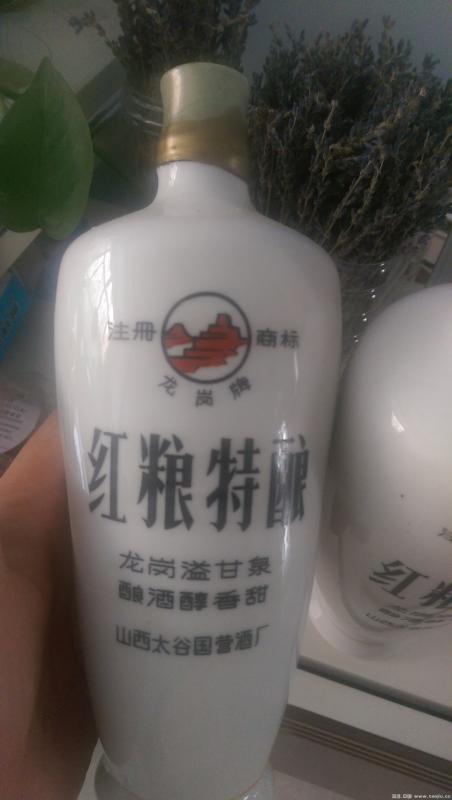 注册 商标
龙岗牌
红粮特酿
龙岗溢甘泉
酿酒醇香甜
山西太谷国营酒厂
红粮